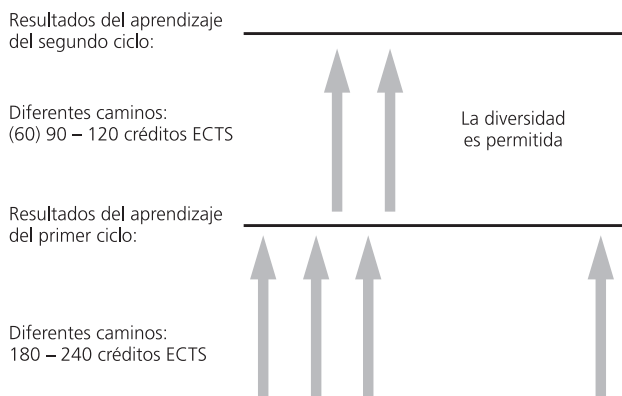 Resultados del aprendizaje
del segundo ciclo:
Diferentes caminos:
(60) 90 – 120 créditos ECTS
La diversidad
es permitida
Resultados del aprendizaje
del primer ciclo:
Diferentes caminos:
180 – 240 créditos ECTS